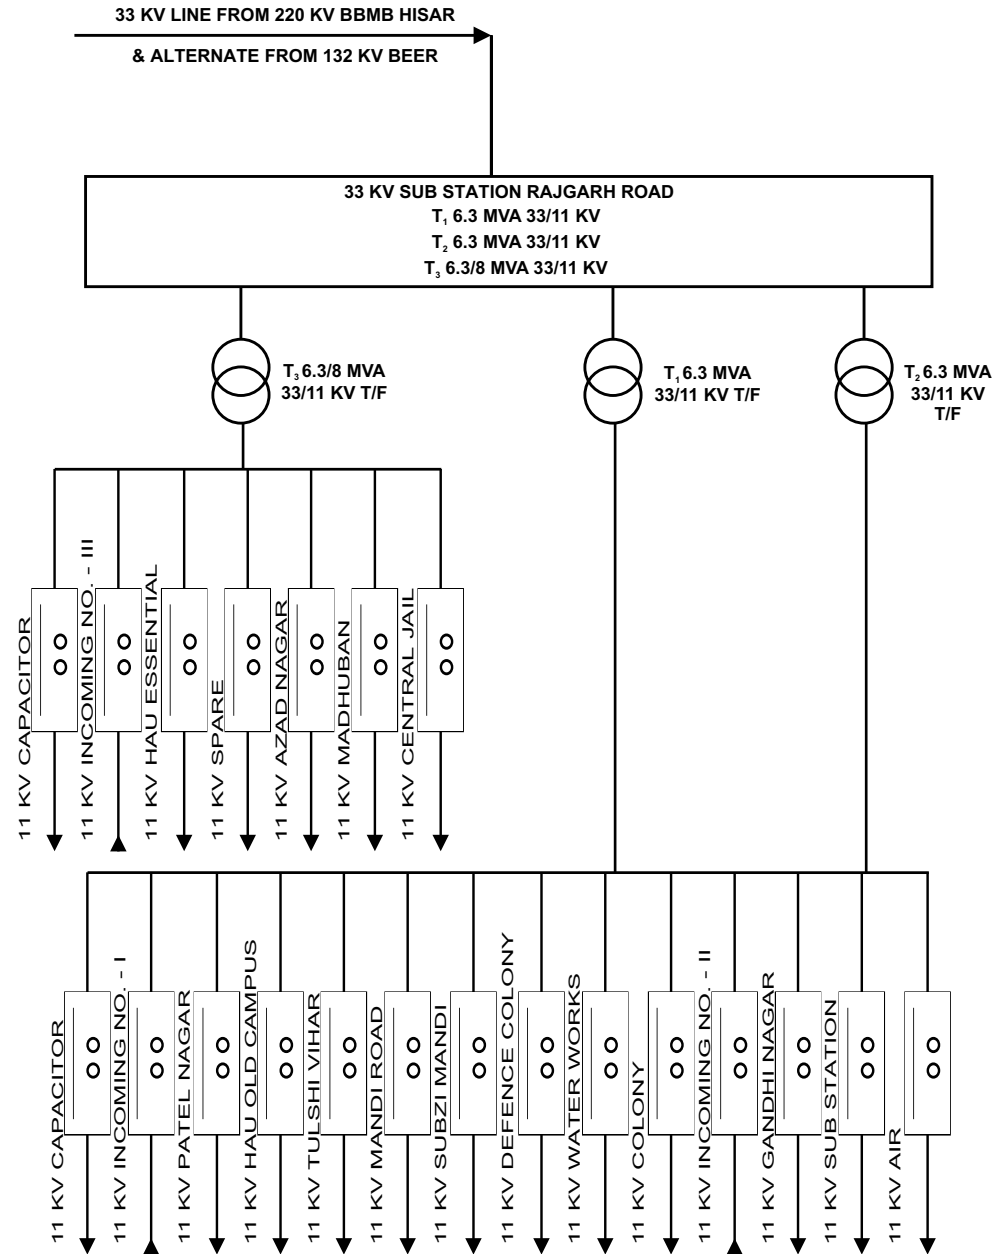 33 KV LINE FROM 220 KV BBMB HISAR
& ALTERNATE FROM 132 KV BEER
33 KV SUB STATION RAJGARH ROAD
T₁ 6.3 MVA 33/11 KV
T₂ 6.3 MVA 33/11 KV
T₃ 6.3/8 MVA 33/11 KV
T₃ 6.3/8 MVA
33/11 KV T/F
T₁ 6.3 MVA
33/11 KV T/F
T₂ 6.3 MVA
33/11 KV
T/F
11 KV CAPACITOR
11 KV INCOMING NO. - III
11 KV HAU ESSENTIAL
11 KV SPARE
11 KV AZAD NAGAR
11 KV MADHUBAN
11 KV CENTRAL JAIL
11 KV CAPACITOR
11 KV INCOMING NO. - I
11 KV PATEL NAGAR
11 KV HAU OLD CAMPUS
11 KV TULSHI VIHAR
11 KV MANDI ROAD
11 KV SUBZI MANDI
11 KV DEFENCE COLONY
11 KV WATER WORKS
11 KV COLONY
11 KV INCOMING NO. - II
11 KV GANDHI NAGAR
11 KV SUB STATION
11 KV AIR